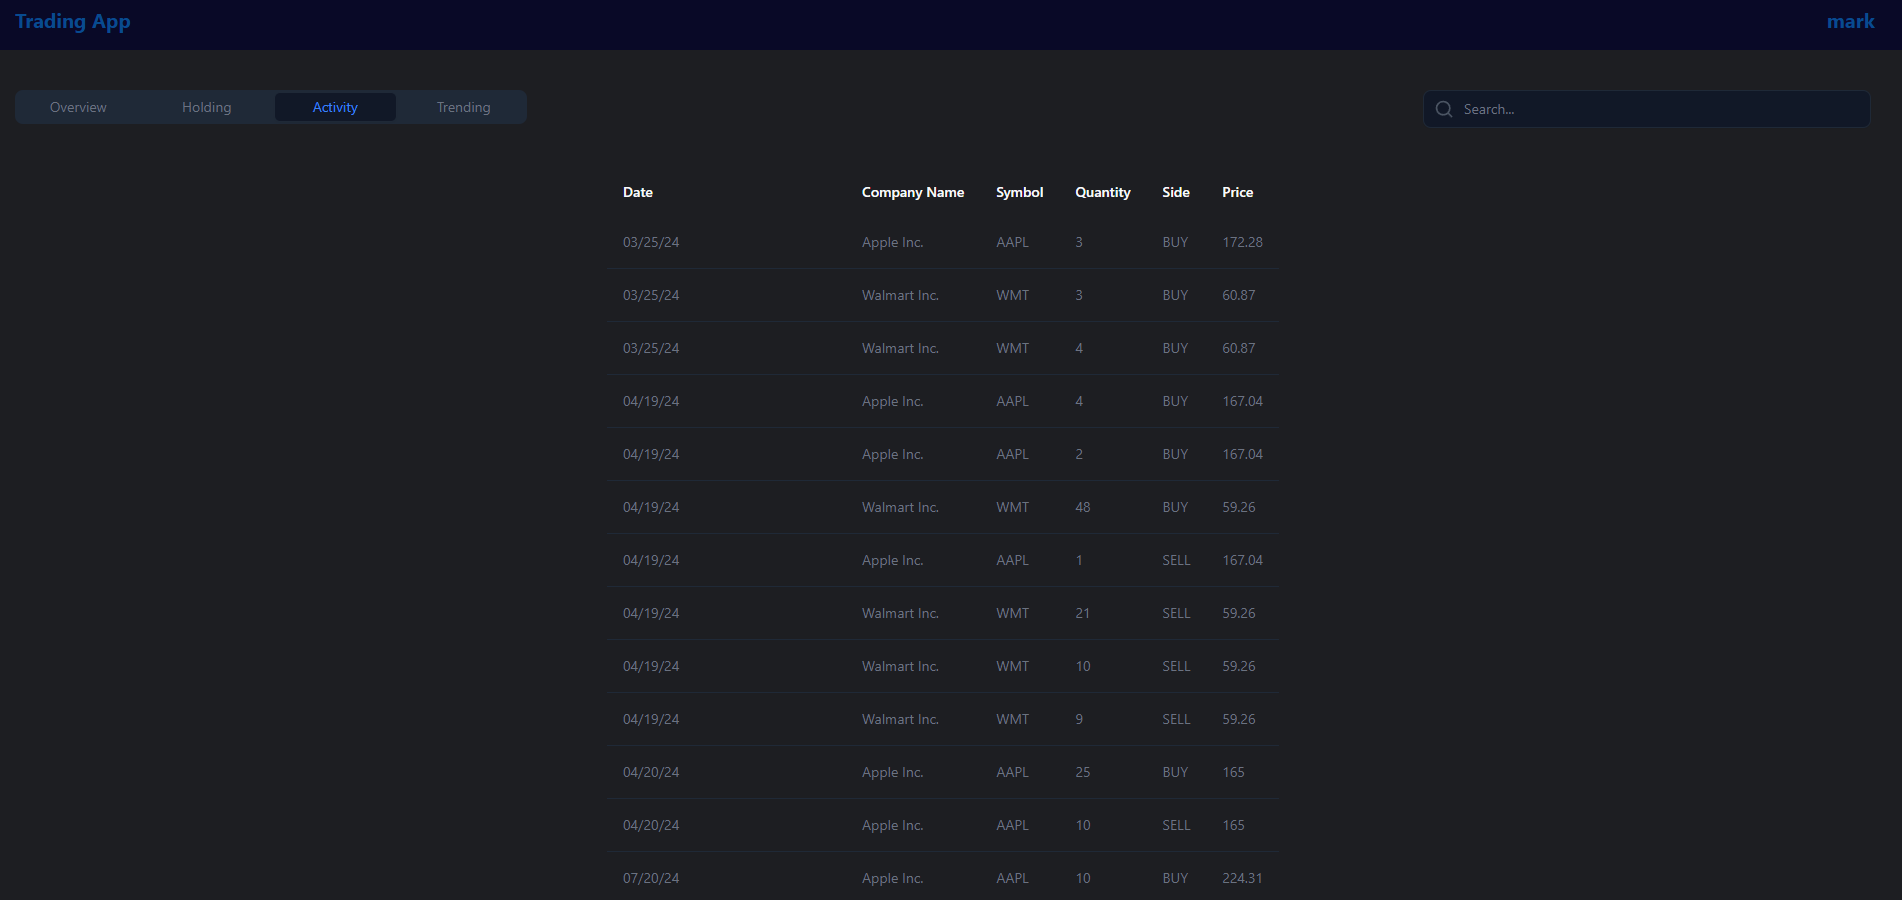 Trading App mark
Overview Holding Activity Trending Search...
Date Company Name Symbol Quantity Side Price
03/25/24 Apple Inc. AAPL 3 BUY 172.28
03/25/24 Walmart Inc. WMT 3 BUY 60.87
03/25/24 Walmart Inc. WMT 4 BUY 60.87
04/19/24 Apple Inc. AAPL 4 BUY 167.04
04/19/24 Apple Inc. AAPL 2 BUY 167.04
04/19/24 Walmart Inc. WMT 48 BUY 59.26
04/19/24 Apple Inc. AAPL 1 SELL 167.04
04/19/24 Walmart Inc. WMT 21 SELL 59.26
04/19/24 Walmart Inc. WMT 10 SELL 59.26
04/19/24 Walmart Inc. WMT 9 SELL 59.26
04/20/24 Apple Inc. AAPL 25 BUY 165
04/20/24 Apple Inc. AAPL 10 SELL 165
07/20/24 Apple Inc. AAPL 10 BUY 224.31